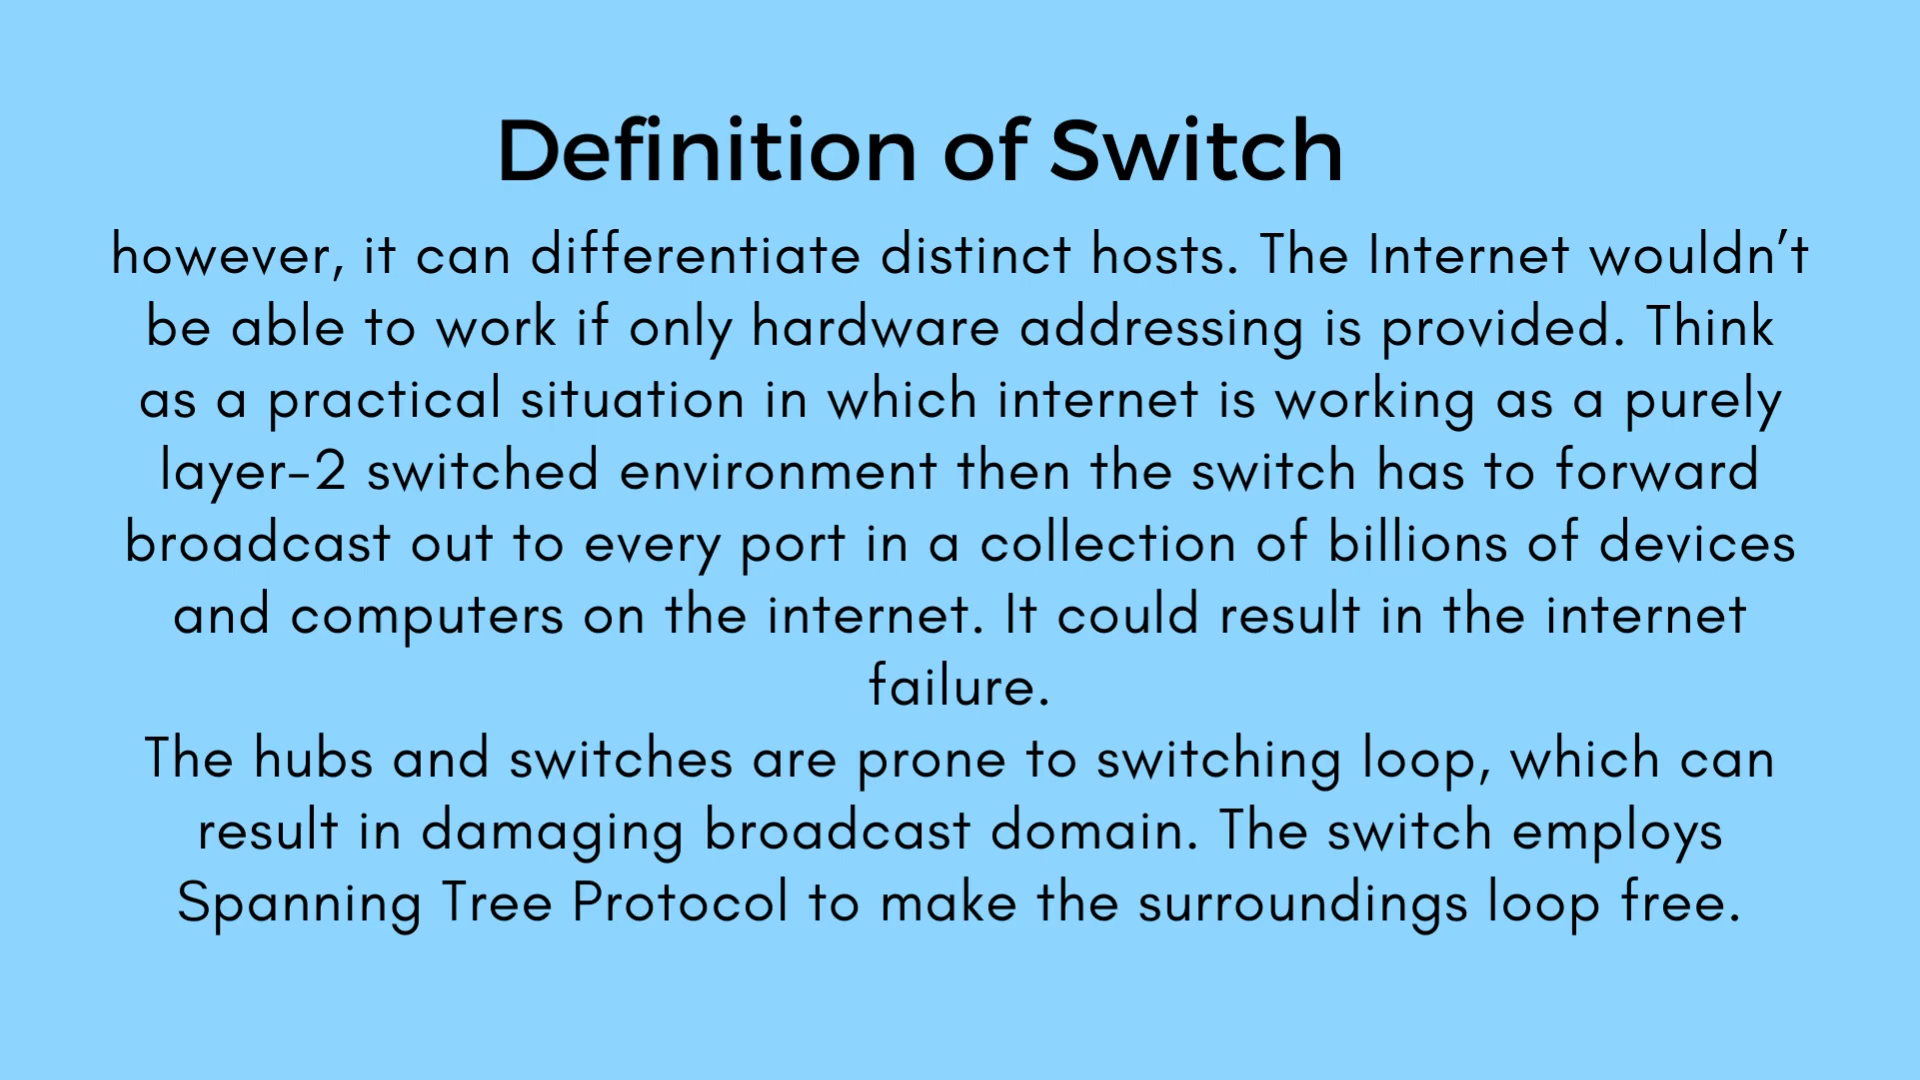 Definition of Switch
however, it can differentiate distinct hosts. The Internet wouldn’t
be able to work if only hardware addressing is provided. Think
as a practical situation in which internet is working as a purely
layer-2 switched environment then the switch has to forward
broadcast out to every port in a collection of billions of devices
and computers on the internet. It could result in the internet
failure.
The hubs and switches are prone to switching loop, which can
result in damaging broadcast domain. The switch employs
Spanning Tree Protocol to make the surroundings loop free.